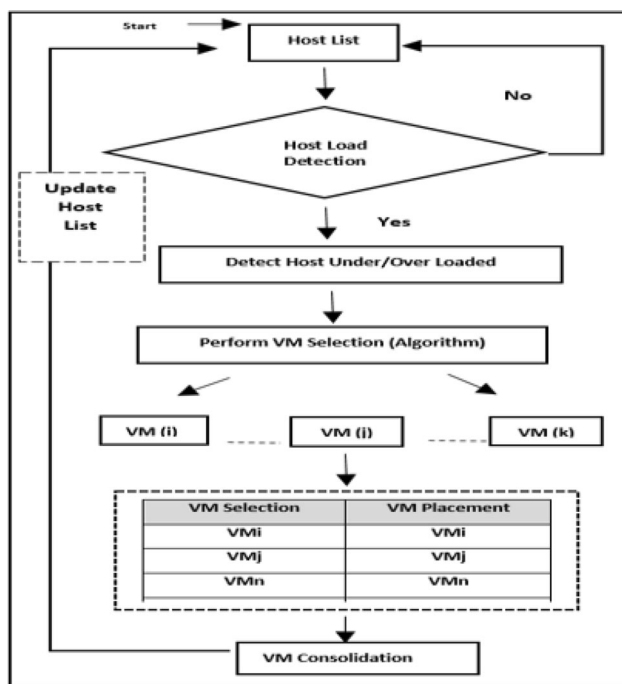 Start
Host List
No
Host Load
Detection
Update
Host
List
Yes
Detect Host Under/Over Loaded
Perform VM Selection (Algorithm)
VM (i)
VM (j)
VM (k)
VM Selection VM Placement
VMi VMi
VMj VMj
VMn VMn
VM Consolidation